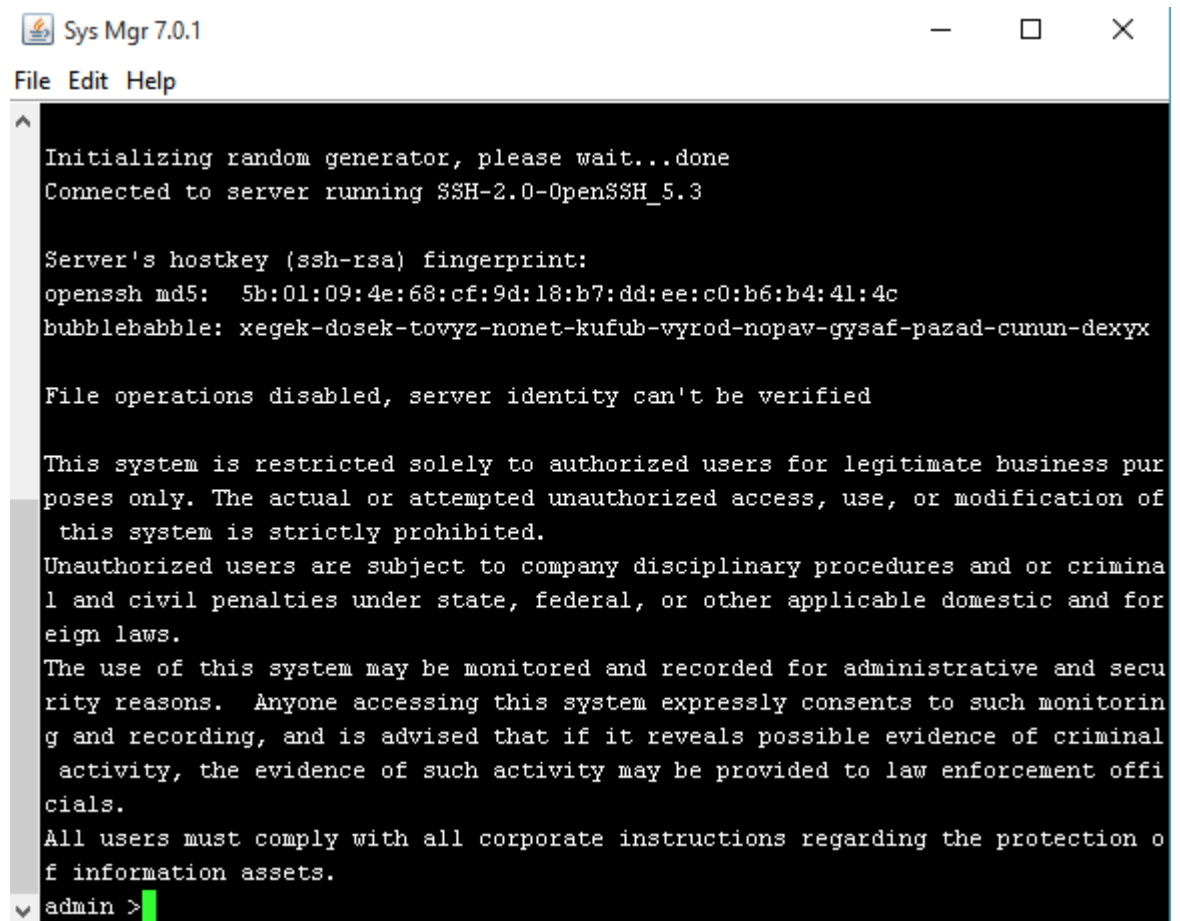 Sys Mgr 7.0.1
File Edit Help
Initializing random generator, please wait...done
Connected to server running SSH-2.0-OpenSSH_5.3
Server's hostkey (ssh-rsa) fingerprint:
openssh md5:  5b:01:09:4e:68:cf:9d:18:b7:dd:ee:c0:b6:b4:41:4c
bubblebabble: xegek-dosek-tovyz-nonet-kufub-vyrod-nopav-gysaf-pazad-cunun-dexyx
File operations disabled, server identity can't be verified
This system is restricted solely to authorized users for legitimate business pur
poses only. The actual or attempted unauthorized access, use, or modification of
 this system is strictly prohibited.
Unauthorized users are subject to company disciplinary procedures and or crimina
l and civil penalties under state, federal, or other applicable domestic and for
eign laws.
The use of this system may be monitored and recorded for administrative and secu
rity reasons.  Anyone accessing this system expressly consents to such monitorin
g and recording, and is advised that if it reveals possible evidence of criminal
 activity, the evidence of such activity may be provided to law enforcement offi
cials.
All users must comply with all corporate instructions regarding the protection o
f information assets.
admin >